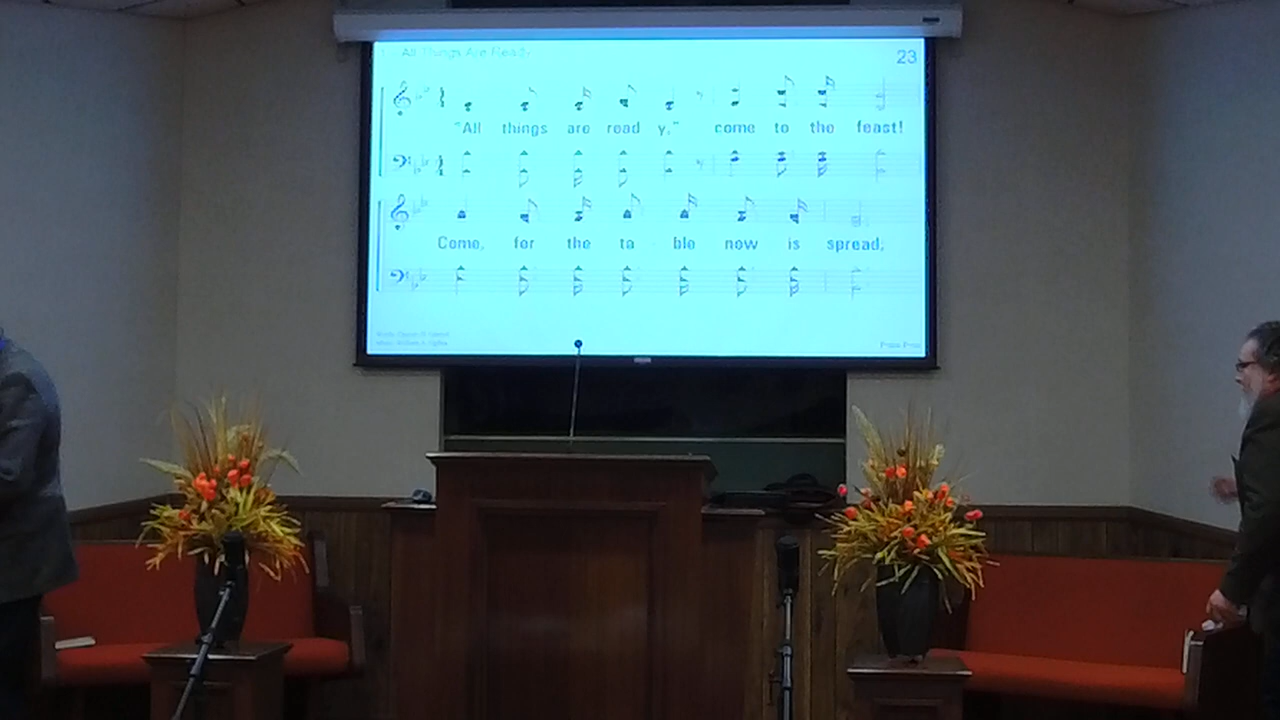 All Things Are Ready
23
"All things are read y," come to the feast!
Come, for the ta ble now is spread;